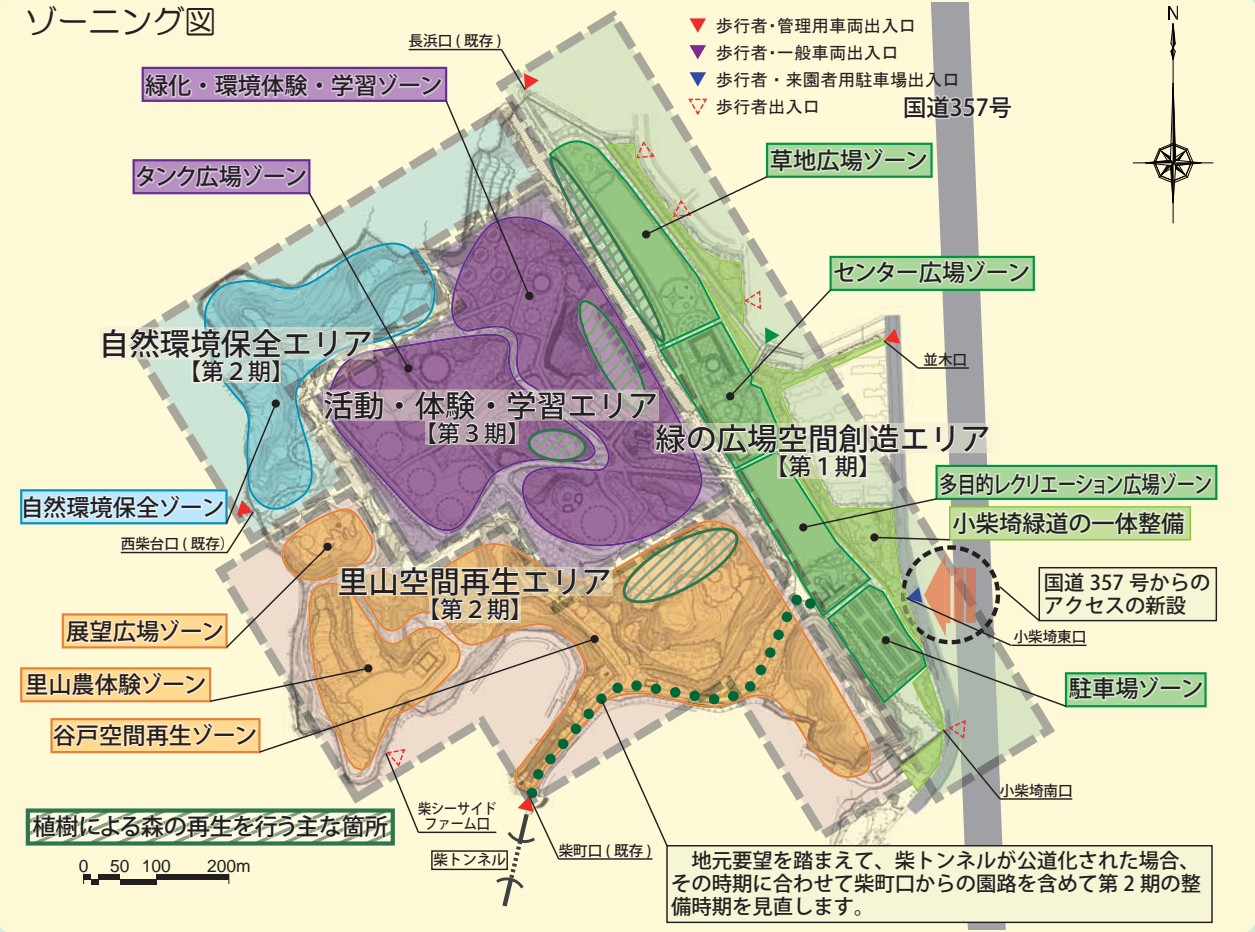 ゾーニング図
歩行者・管理用車両出入口
歩行者・一般車両出入口
歩行者・来園者用駐車場出入口
歩行者出入口
国道357号
N
長浜口(既存)
緑化・環境体験・学習ゾーン
タンク広場ゾーン
草地広場ゾーン
センター広場ゾーン
並木口
自然環境保全エリア
【第2期】
活動・体験・学習エリア
【第3期】
緑の広場空間創造エリア
【第1期】
多目的レクリエーション広場ゾーン
小柴埼緑道の一体整備
自然環境保全ゾーン
西柴台口(既存)
里山空間再生エリア
【第2期】
国道357号からの
アクセスの新設
小柴埼東口
展望広場ゾーン
里山農体験ゾーン
谷戸空間再生ゾーン
駐車場ゾーン
小柴埼南口
柴シーサイド
ファーム口
植樹による森の再生を行う主な箇所
0 50 100 200m
柴トンネル
柴町口(既存)
地元要望を踏まえて、柴トンネルが公道化された場合、
その時期に合わせて柴町口からの園路を含めて第2期の整
備時期を見直します。